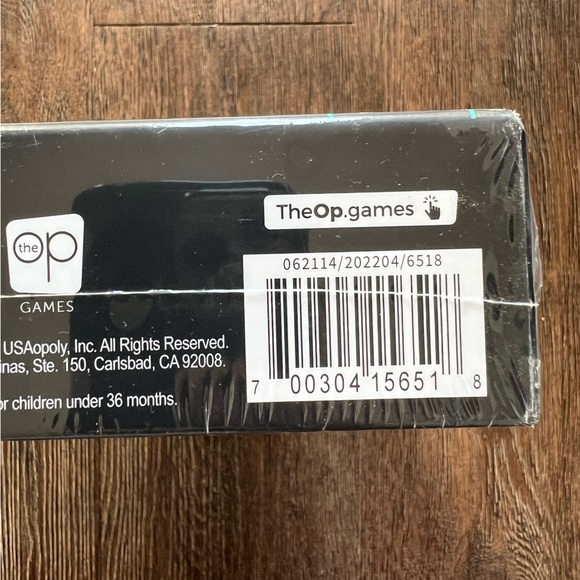 TheOp.games
the op
GAMES
062114/202204/6518
USAopoly, Inc. All Rights Reserved.
inas, Ste. 150, Carlsbad, CA 92008.
or children under 36 months.
7 00304 15651 8